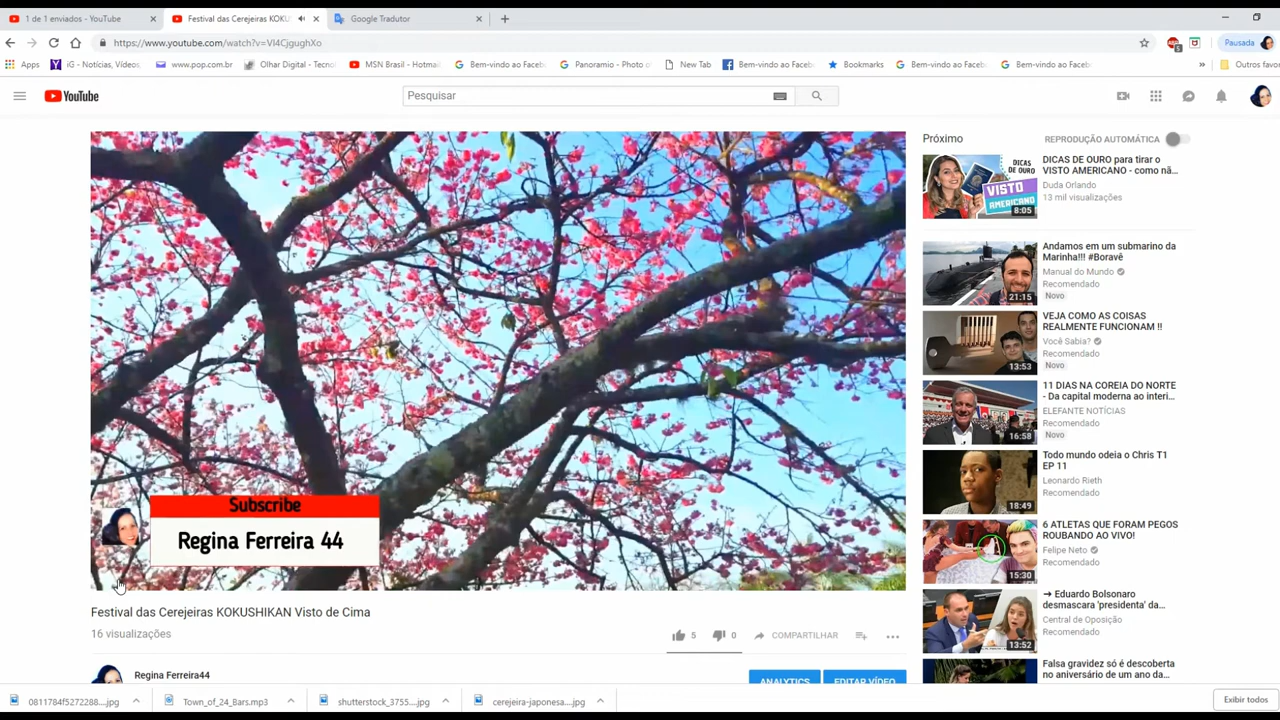 1 de 1 enviados - YouTube
Festival das Cerejeiras KOKUS
Google Tradutor
https://www.youtube.com/watch?v=Vl4CjgughXo
Pausada
Apps
iG - Notícias, Vídeos,
www.pop.com.br
Olhar Digital - Tecno
MSN Brasil - Hotmai
Bem-vindo ao Faceb
Panoramio - Photo o
New Tab
Bem-vindo ao Faceb
Bookmarks
Bem-vindo ao Faceb
Bem-vindo ao Faceb
Outros favor
YouTube
Pesquisar
Próximo
REPRODUÇÃO AUTOMÁTICA
DICAS DE OURO
VISTO AMERICANO
8:05
DICAS DE OURO para tirar o
VISTO AMERICANO - como nã...
Duda Orlando
13 mil visualizações
21:15
Andamos em um submarino da
Marinha!!! #Boravê
Manual do Mundo
Recomendado
Novo
13:53
VEJA COMO AS COISAS
REALMENTE FUNCIONAM !!
Você Sabia?
Recomendado
Novo
16:58
11 DIAS NA COREIA DO NORTE
- Da capital moderna ao interi...
ELEFANTE NOTÍCIAS
Novo
18:49
Todo mundo odeia o Chris T1
EP 11
Leonardo Rieth
Recomendado
15:30
6 ATLETAS QUE FORAM PEGOS
ROUBANDO AO VIVO!
Felipe Neto
Recomendado
13:52
➞ Eduardo Bolsonaro
desmascara 'presidenta' da...
Central de Oposição
Recomendado
Falsa gravidez só é descoberta
no aniversário de um ano da...
Subscribe
Regina Ferreira 44
Festival das Cerejeiras KOKUSHIKAN Visto de Cima
16 visualizações
5
0
COMPARTILHAR
Regina Ferreira44
ANALYTICS
EDITAR VÍDEO
0811784f5272288....jpg
Town_of_24_Bars.mp3
shutterstock_3755....jpg
cerejeira-japonesa....jpg
Exibir todos